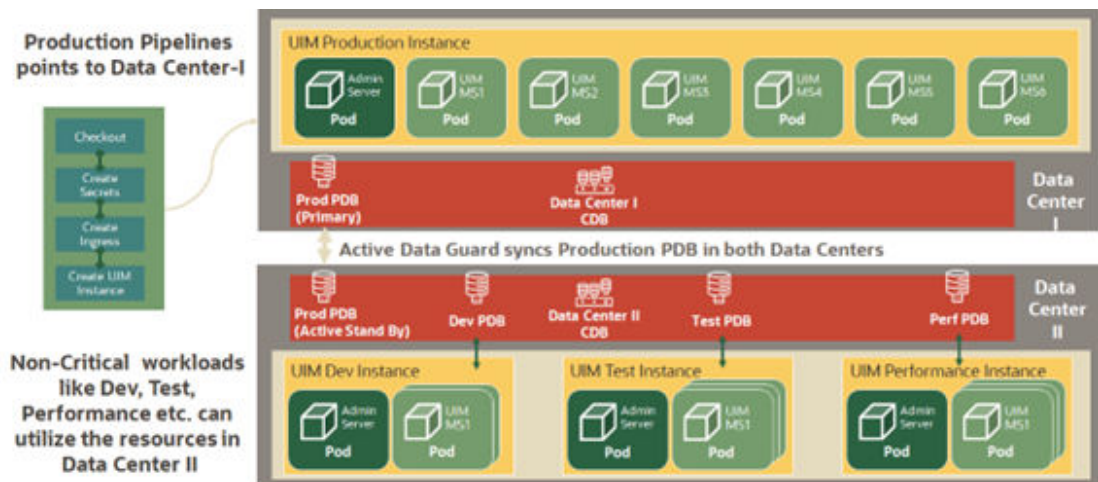 Production Pipelines
points to Data Center-I
Checkout
Create
Secrets
Create
Ingress
Create UIM
Instance
UIM Production Instance
Admin
Server
Pod
UIM
MS1
Pod
UIM
MS2
Pod
UIM
MS3
Pod
UIM
MS4
Pod
UIM
MS5
Pod
UIM
MS6
Pod
Prod PDB
(Primary)
Data Center I
CDB
Data
Center
I
Active Data Guard syncs Production PDB in both Data Centers
Prod PDB
(Active Stand By)
Dev PDB
Data Center II
CDB
Test PDB
Perf PDB
Data
Center
II
Non-Critical workloads
like Dev, Test,
Performance etc. can
utilize the resources in
Data Center II
UIM Dev Instance
Admin
Server
Pod
UIM
MS1
Pod
UIM Test Instance
Admin
Server
Pod
UIM
MS1
Pod
UIM Performance Instance
Admin
Server
Pod
UIM
MS1
Pod